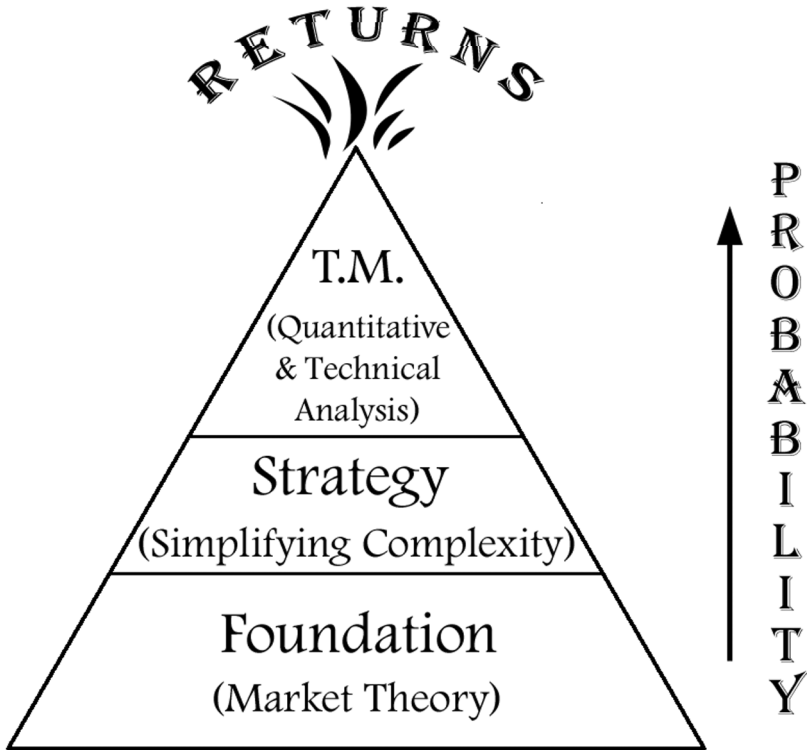 RETURNS
T.M.
(Quantitative
& Technical
Analysis)
Strategy
(Simplifying Complexity)
Foundation
(Market Theory)
PROBABILITY